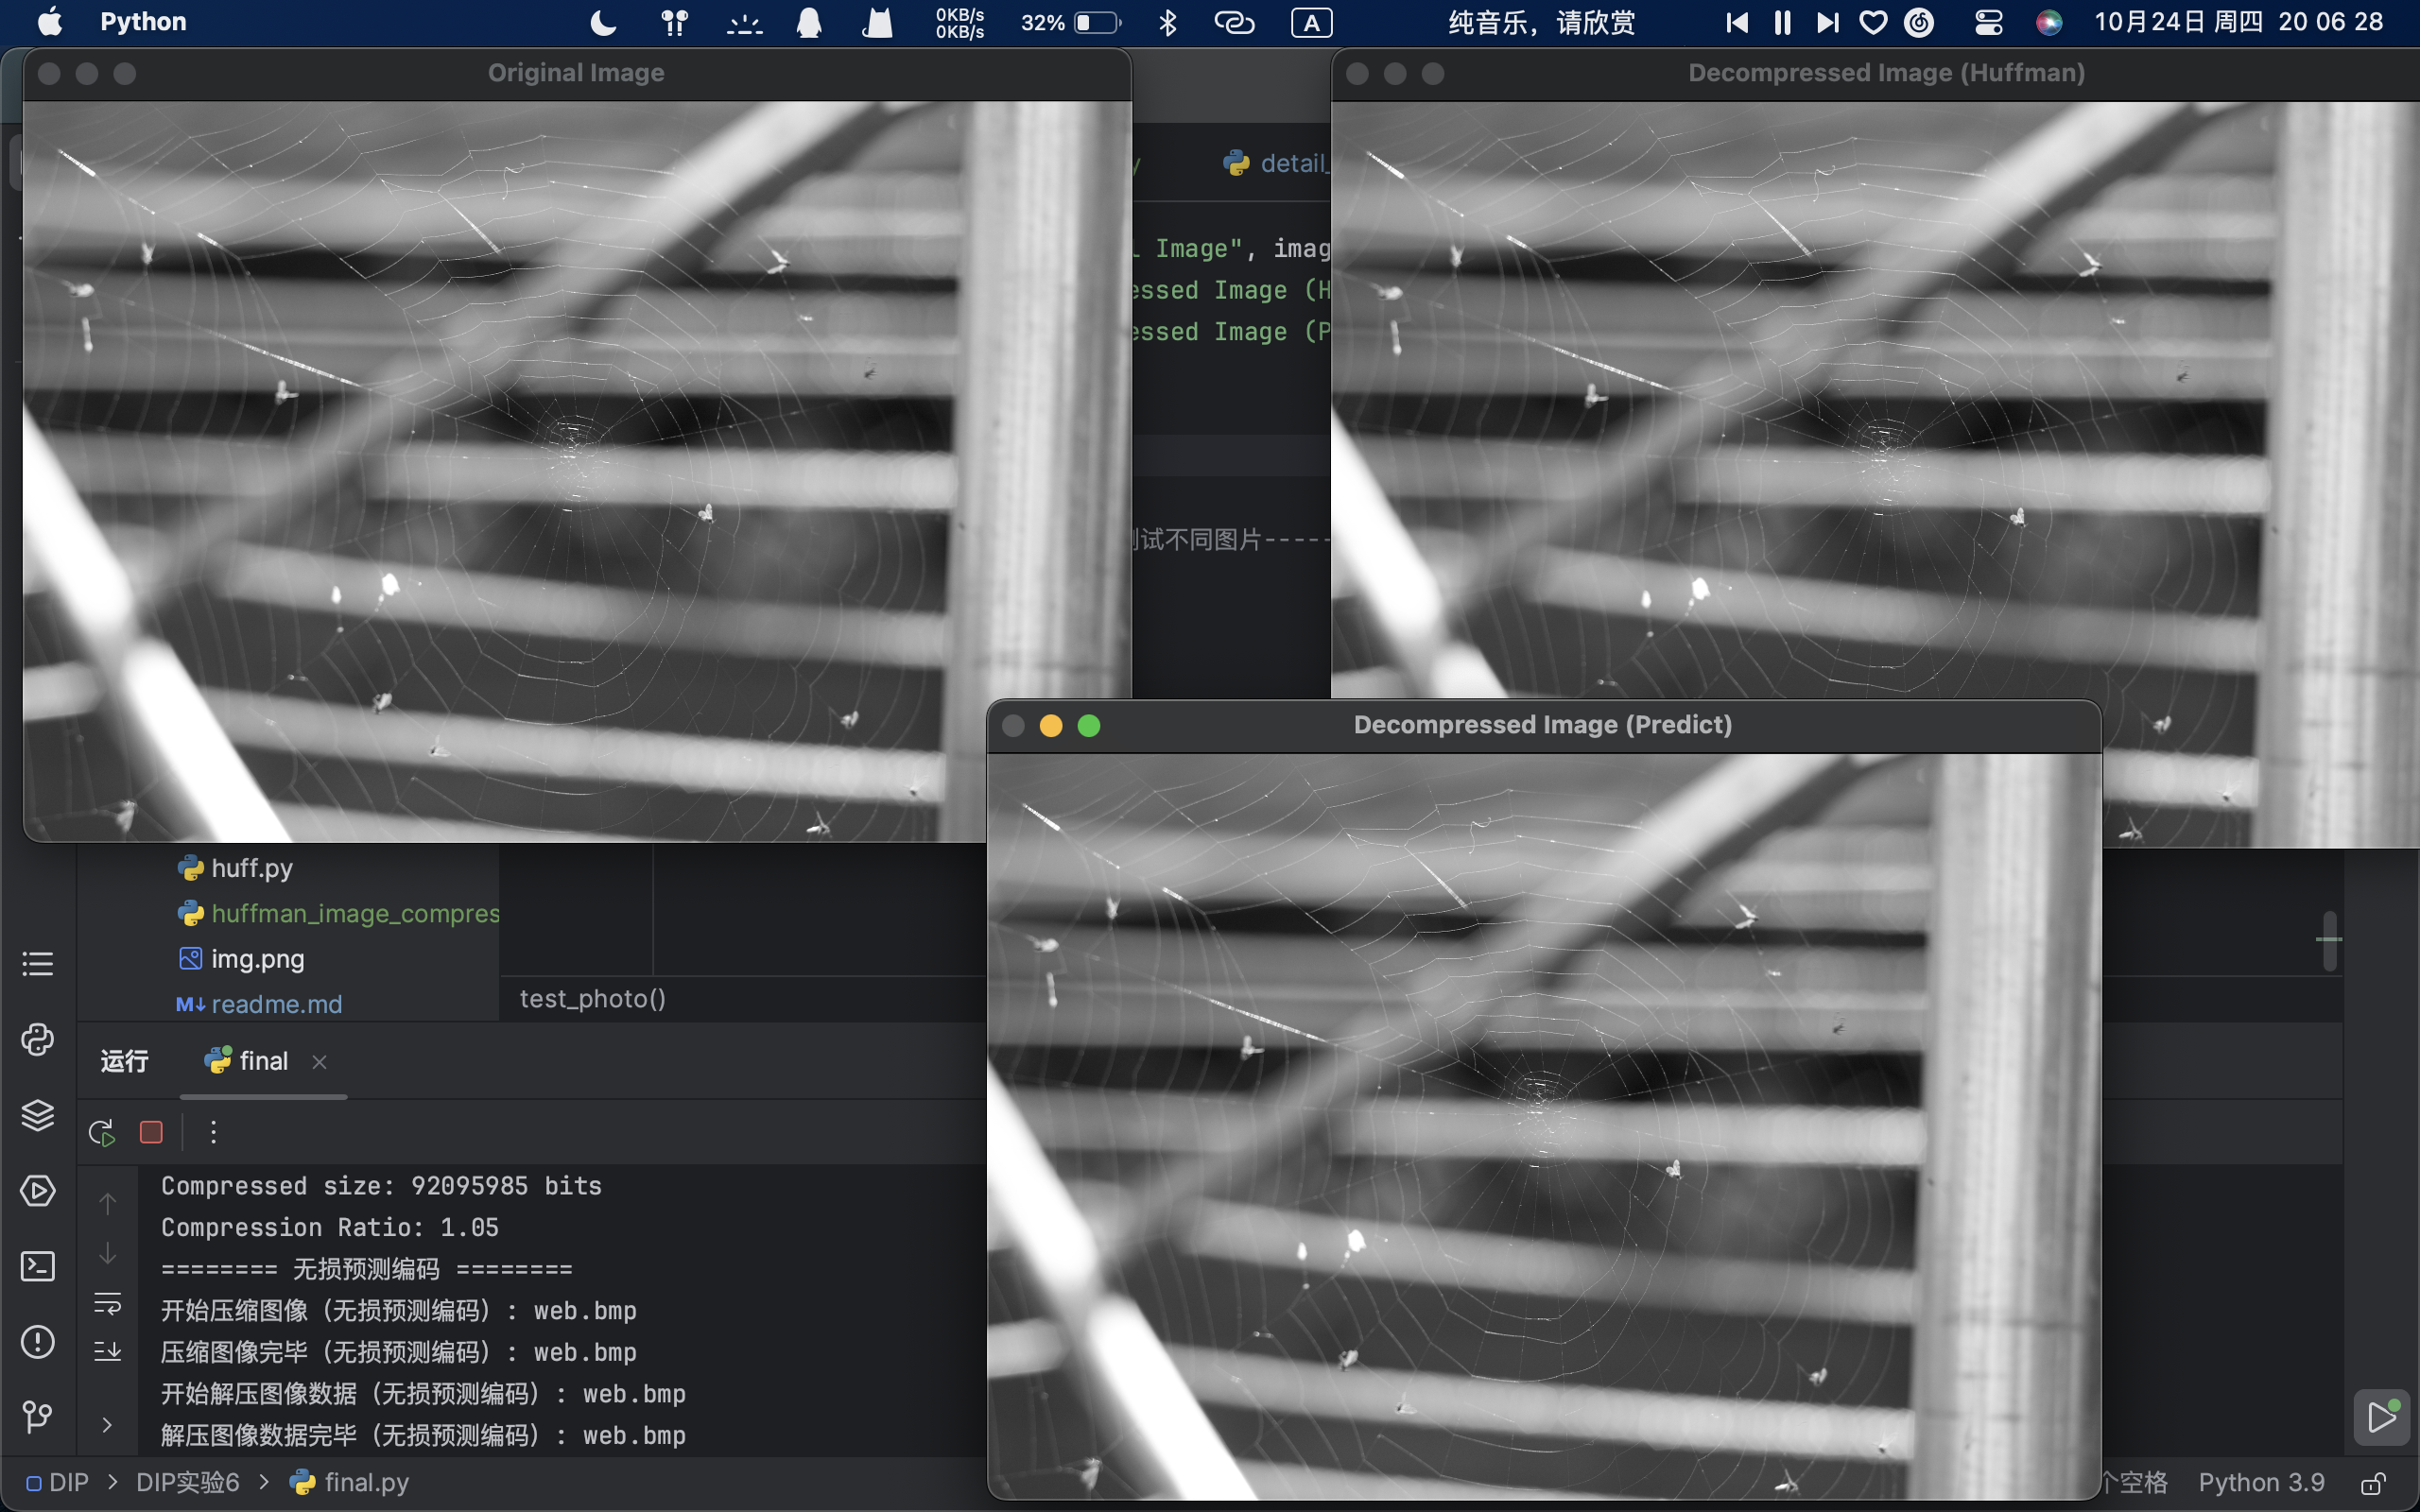 Python
0KB/s
0KB/s
32%
A
纯音乐，请欣赏
10月24日 周四 20 06 28
Original Image
Decompressed Image (Huffman)
detail_
Image", imag
essed Image (H
essed Image (P
试不同图片-----
Decompressed Image (Predict)
huff.py
huffman_image_compres
img.png
M↓ readme.md
test_photo()
运行
final
Compressed size: 92095985 bits
Compression Ratio: 1.05
======== 无损预测编码 ========
开始压缩图像（无损预测编码）: web.bmp
压缩图像完毕（无损预测编码）: web.bmp
开始解压图像数据（无损预测编码）: web.bmp
解压图像数据完毕（无损预测编码）: web.bmp
DIP > DIP实验6 > final.py
个空格
Python 3.9